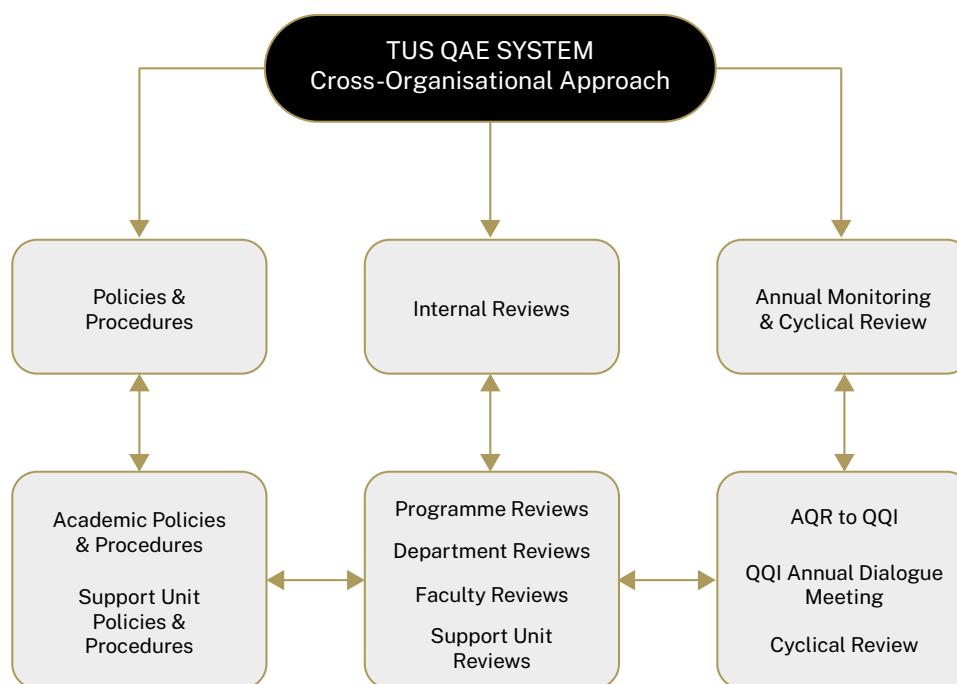 TUS QAE SYSTEM
Cross-Organisational Approach
Policies &
Procedures
Internal Reviews
Annual Monitoring
& Cyclical Review
Academic Policies
& Procedures
Support Unit
Policies &
Procedures
Programme Reviews
Department Reviews
Faculty Reviews
Support Unit
Reviews
AQR to QQI
QQI Annual Dialogue
Meeting
Cyclical Review